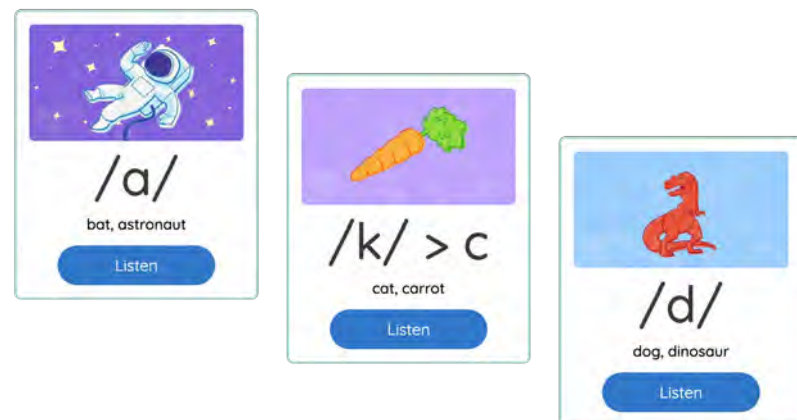 /a/
bat, astronaut
Listen
/k/ > c
cat, carrot
Listen
/d/
dog, dinosaur
Listen